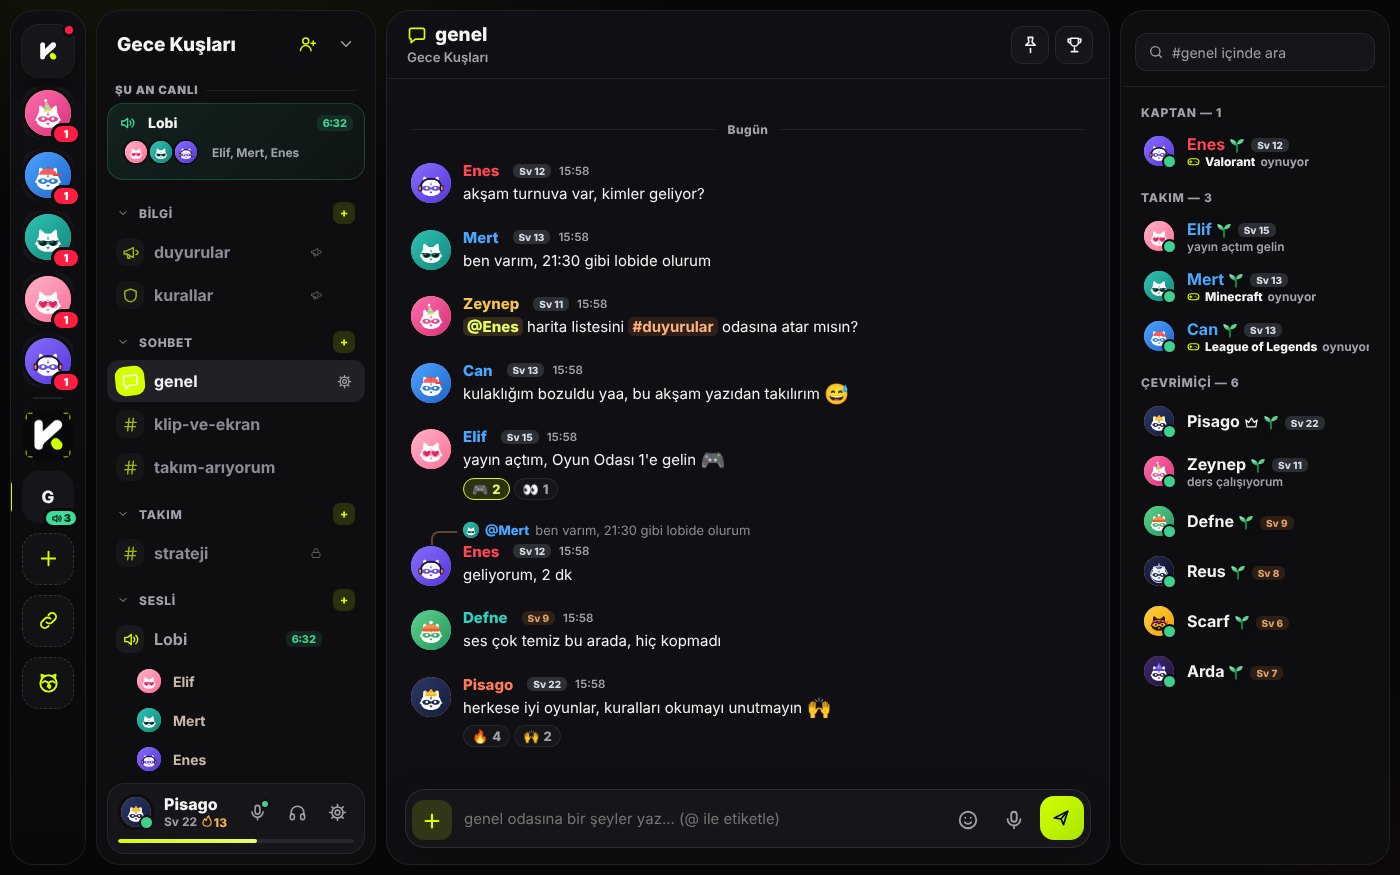 1
1
1
1
1
G
3
Gece Kuşları
ŞU AN CANLI
Lobi
6:32
Elif, Mert, Enes
BİLGİ
duyurular
kurallar
SOHBET
genel
klip-ve-ekran
takım-arıyorum
TAKIM
strateji
SESLİ
Lobi
6:32
Elif
Mert
Enes
Pisago
Sv 22 13
genel
Gece Kuşları
Bugün
Enes Sv 12 15:58
akşam turnuva var, kimler geliyor?
Mert Sv 13 15:58
ben varım, 21:30 gibi lobide olurum
Zeynep Sv 11 15:58
@Enes harita listesini #duyurular odasına atar mısın?
Can Sv 13 15:58
kulaklığım bozuldu yaa, bu akşam yazıdan takılırım 😅
Elif Sv 15 15:58
yayın açtım, Oyun Odası 1'e gelin 🎮
🎮 2 👀 1
@Mert ben varım, 21:30 gibi lobide olurum
Enes Sv 12 15:58
geliyorum, 2 dk
Defne Sv 9 15:58
ses çok temiz bu arada, hiç kopmadı
Pisago Sv 22 15:58
herkese iyi oyunlar, kuralları okumayı unutmayın 🙌
🔥 4 🙌 2
genel odasına bir şeyler yaz... (@ ile etiketle)
#genel içinde ara
KAPTAN — 1
Enes Sv 12
Valorant oynuyor
TAKIM — 3
Elif Sv 15
yayın açtım gelin
Mert Sv 13
Minecraft oynuyor
Can Sv 13
League of Legends oynuyor
ÇEVRİMİÇİ — 6
Pisago Sv 22
Zeynep Sv 11
ders çalışıyorum
Defne Sv 9
Reus Sv 8
Scarf Sv 6
Arda Sv 7